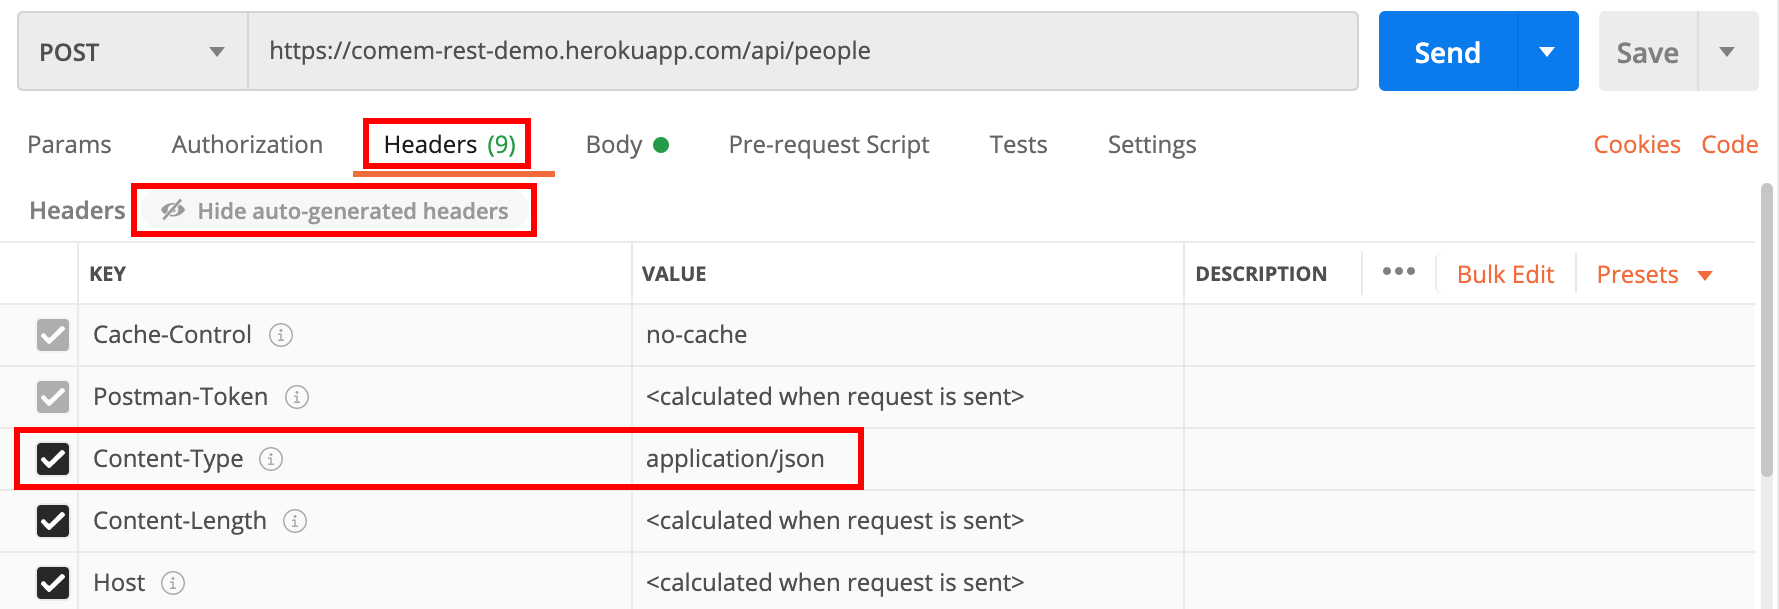 POST https://comem-rest-demo.herokuapp.com/api/people Send Save
Params Authorization Headers (9) Body Pre-request Script Tests Settings Cookies Code
Headers Hide auto-generated headers
KEY VALUE DESCRIPTION ••• Bulk Edit Presets
Cache-Control i no-cache
Postman-Token i <calculated when request is sent>
Content-Type i application/json
Content-Length i <calculated when request is sent>
Host i <calculated when request is sent>